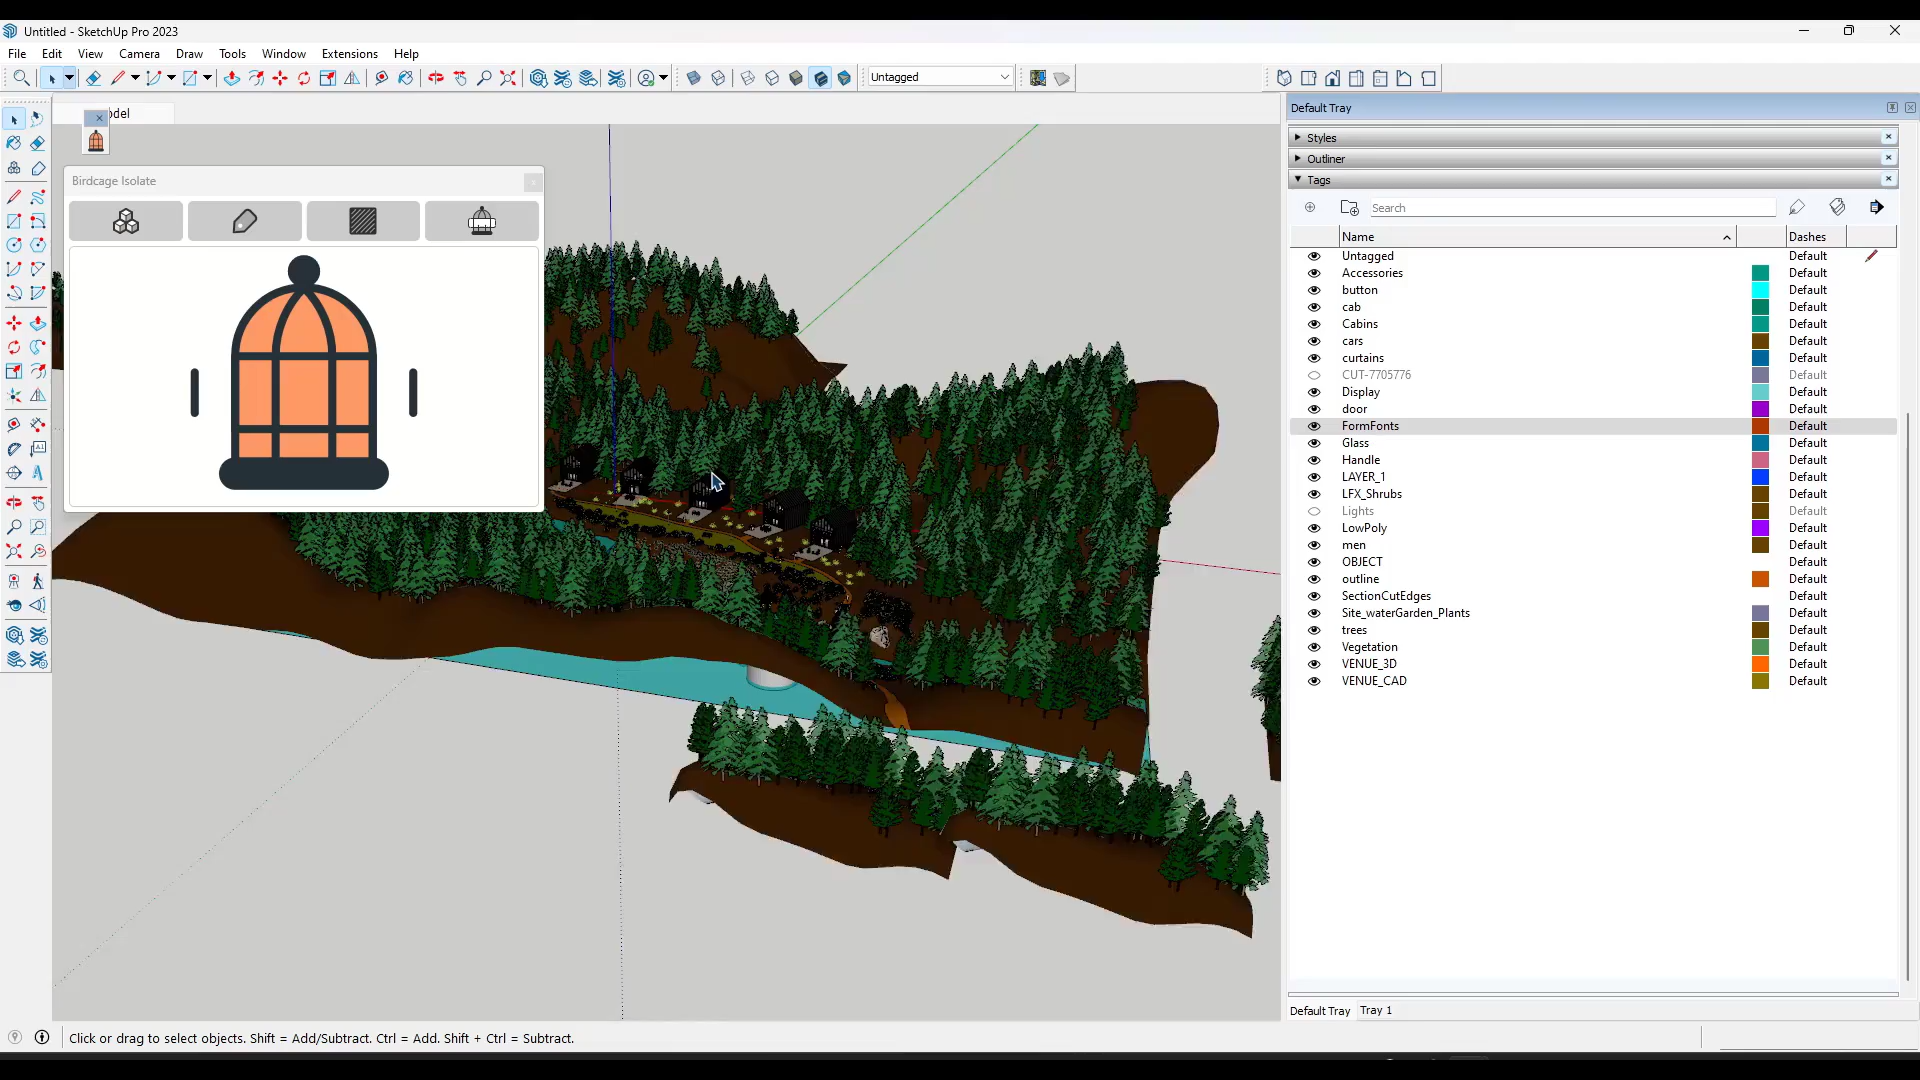 Untitled - SketchUp Pro 2023
File Edit View Camera Draw Tools Window Extensions Help
Untagged
Default Tray
odel
Styles
Outliner
Tags
Birdcage Isolate
Search
Name Dashes
Untagged Default
Accessories Default
button Default
cab Default
Cabins Default
cars Default
curtains Default
CUT-7705776 Default
Display Default
door Default
FormFonts Default
Glass Default
Handle Default
LAYER_1 Default
LFX_Shrubs Default
Lights Default
LowPoly Default
men Default
OBJECT Default
outline Default
SectionCutEdges Default
Site_waterGarden_Plants Default
trees Default
Vegetation Default
VENUE_3D Default
VENUE_CAD Default
Default Tray Tray 1
Click or drag to select objects. Shift = Add/Subtract. Ctrl = Add. Shift + Ctrl = Subtract.